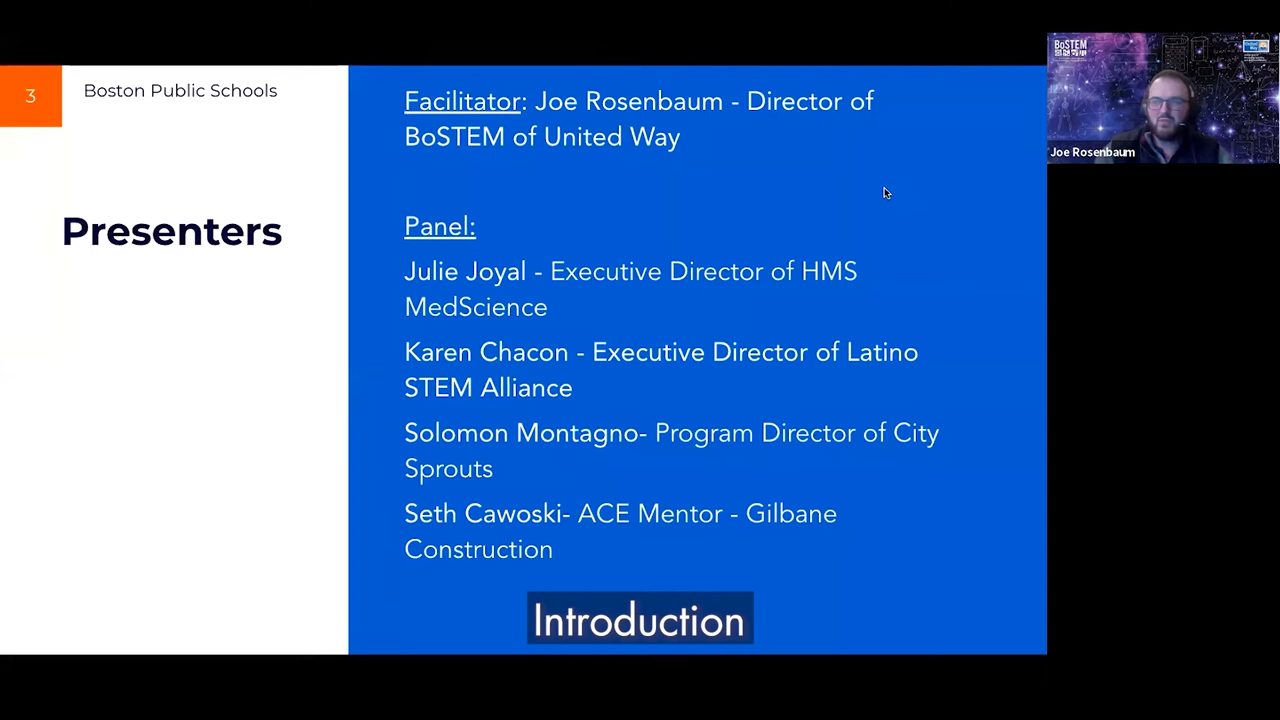 3
Boston Public Schools
Presenters
Facilitator: Joe Rosenbaum - Director of
BoSTEM of United Way
Panel:
Julie Joyal - Executive Director of HMS
MedScience
Karen Chacon - Executive Director of Latino
STEM Alliance
Solomon Montagno- Program Director of City
Sprouts
Seth Cawoski- ACE Mentor - Gilbane
Construction
Introduction
BoSTEM
Joe Rosenbaum